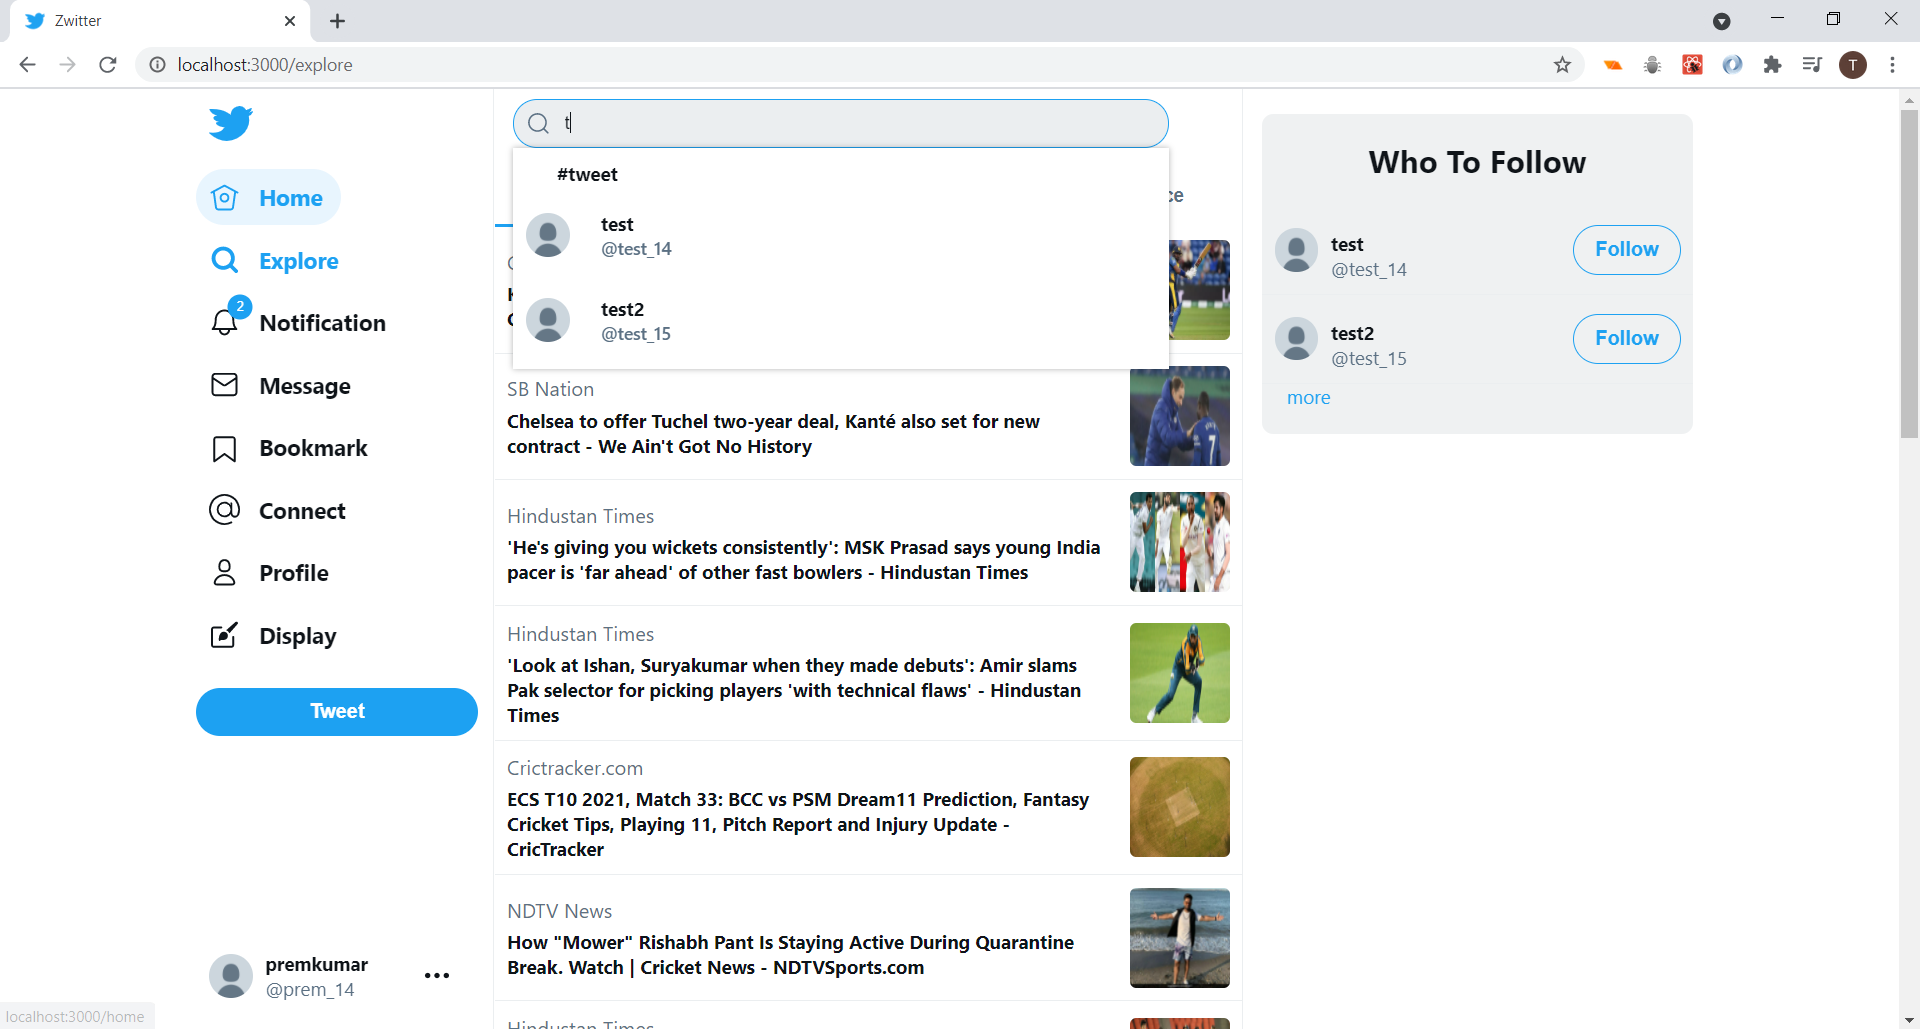 Zwitter
localhost:3000/explore
T
t
#tweet
test
@test_14
test2
@test_15
ce
Home
Explore
2
Notification
Message
Bookmark
Connect
Profile
Display
Tweet
premkumar
@prem_14
localhost:3000/home
SB Nation
Chelsea to offer Tuchel two-year deal, Kanté also set for new
contract - We Ain't Got No History
7
Hindustan Times
'He's giving you wickets consistently': MSK Prasad says young India
pacer is 'far ahead' of other fast bowlers - Hindustan Times
Hindustan Times
'Look at Ishan, Suryakumar when they made debuts': Amir slams
Pak selector for picking players 'with technical flaws' - Hindustan
Times
Crictracker.com
ECS T10 2021, Match 33: BCC vs PSM Dream11 Prediction, Fantasy
Cricket Tips, Playing 11, Pitch Report and Injury Update -
CricTracker
NDTV News
How "Mower" Rishabh Pant Is Staying Active During Quarantine
Break. Watch | Cricket News - NDTVSports.com
Hindustan Times
Who To Follow
test
@test_14
Follow
test2
@test_15
Follow
more